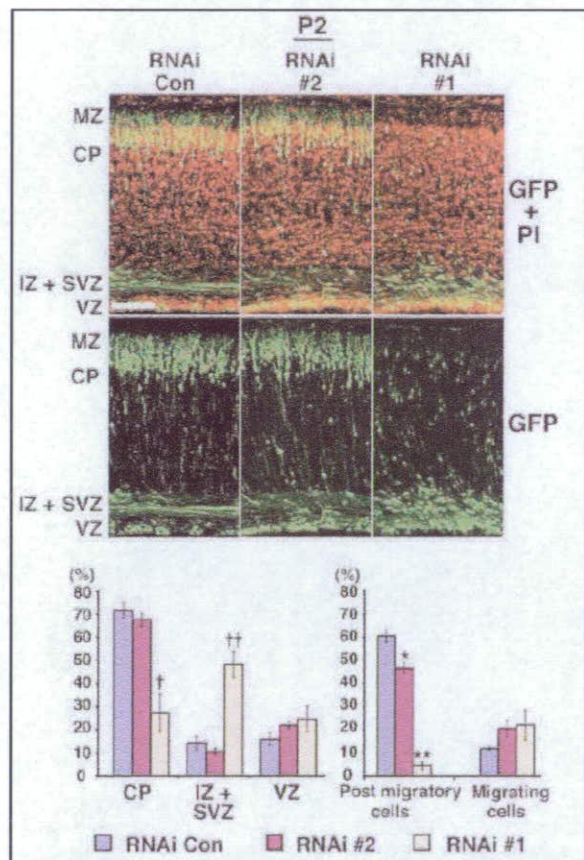 P2
RNAi Con
RNAi #2
RNAi #1
MZ
CP
IZ + SVZ
VZ
GFP + PI
MZ
CP
IZ + SVZ
VZ
GFP
(%)
80
70
60
50
40
30
20
10
0
†
††
CP
IZ + SVZ
VZ
(%)
80
70
60
50
40
30
20
10
0
*
**
Post migratory cells
Migrating cells
RNAi Con
RNAi #2
RNAi #1